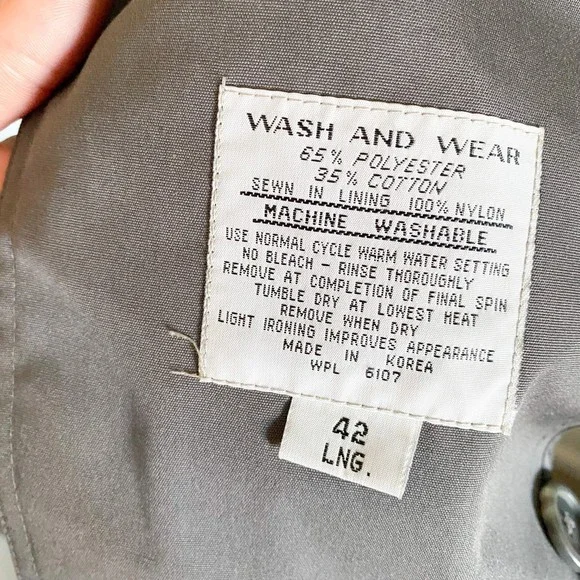 WASH AND WEAR
65% POLYESTER
35% COTTON
SEWN IN LINING 100% NYLON
MACHINE WASHABLE
USE NORMAL CYCLE WARM WATER SETTING
NO BLEACH - RINSE THOROUGHLY
REMOVE AT COMPLETION OF FINAL SPIN
TUMBLE DRY AT LOWEST HEAT
REMOVE WHEN DRY
LIGHT IRONING IMPROVES APPEARANCE
MADE IN KOREA
WPL 6107
42
LNG.